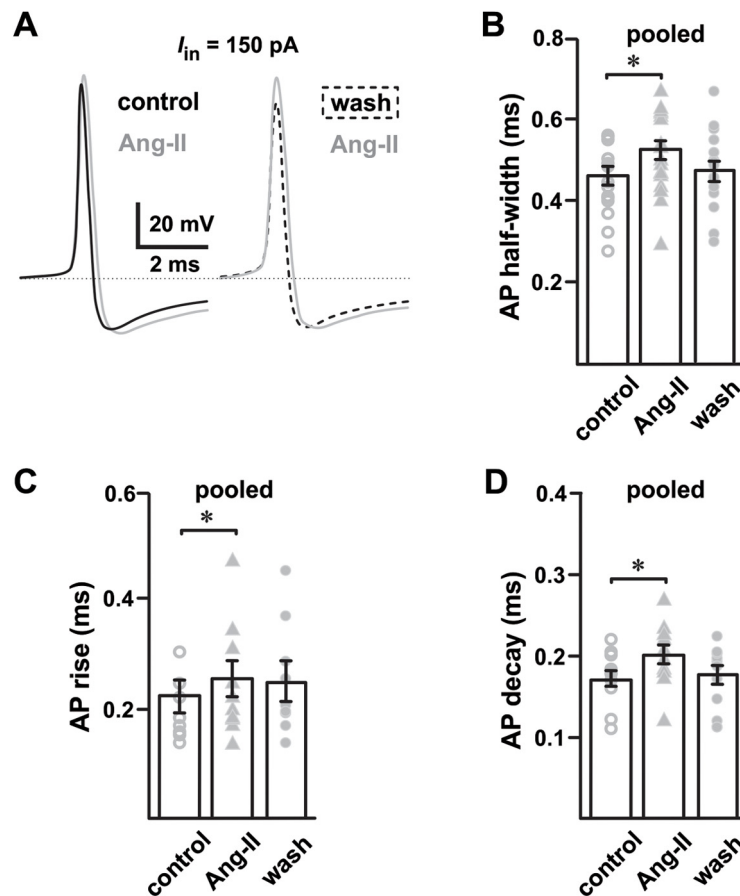 A
I in = 150 pA
control
Ang-II
wash
Ang-II
20 mV
2 ms
B
pooled
*
AP half-width (ms)
0.8
0.6
0.4
0.2
control
Ang-II
wash
C
pooled
*
AP rise (ms)
0.6
0.4
0.2
control
Ang-II
wash
D
pooled
*
AP decay (ms)
0.4
0.3
0.2
0.1
control
Ang-II
wash